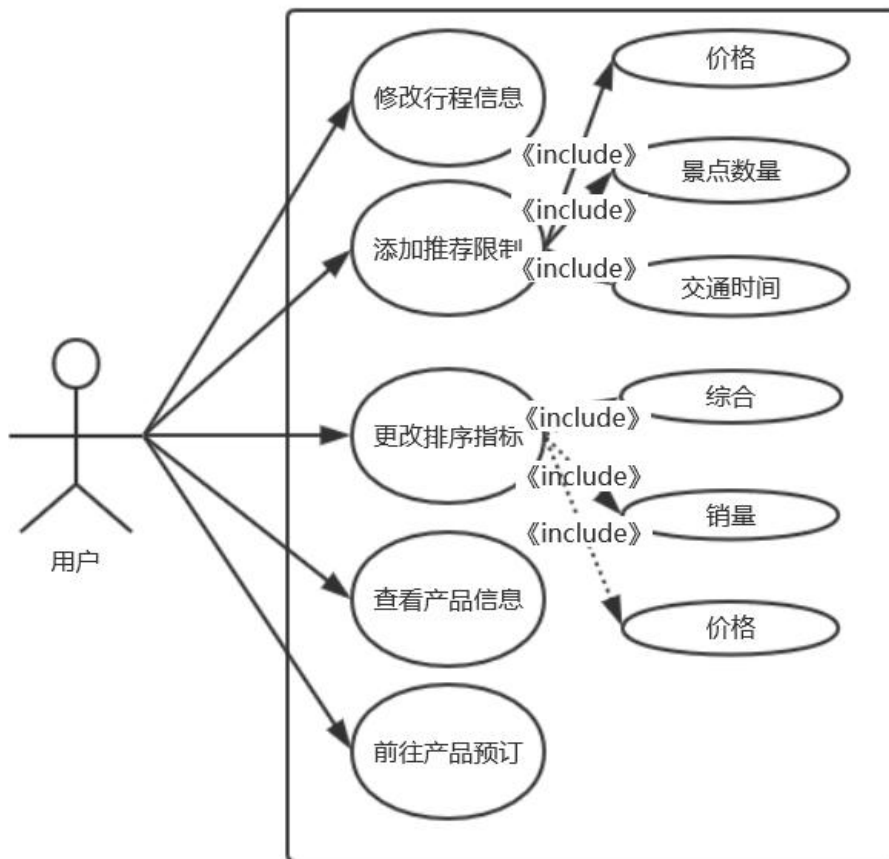 修改行程信息
价格
《include》
景点数量
《include》
添加推荐限制
《include》
交通时间
综合
《include》
更改排序指标
《include》
销量
《include》
用户
查看产品信息
价格
前往产品预订